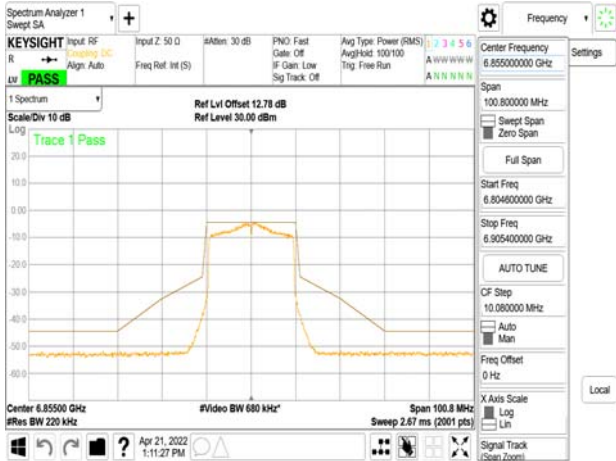 Spectrum Analyzer 1
Swept SA
+
Frequency
KEYSIGHT
R
LU
PASS
Input: RF
Coupling: DC
Align: Auto
Input Z: 50 Ω
Freq Ref: Int (S)
#Atten: 30 dB
PNO: Fast
Gate: Off
IF Gain: Low
Sig Track: Off
Avg Type: Power (RMS)
Avg|Hold: 100/100
Trig: Free Run
1 2 3 4 5 6
A W W W W W
A N N N N N
1 Spectrum
Scale/Div 10 dB
Ref Lvl Offset 12.78 dB
Ref Level 30.00 dBm
Log
Trace 1 Pass
20.0
10.0
0.00
-10.0
-20.0
-30.0
-40.0
-50.0
-60.0
Center 6.85500 GHz
#Res BW 220 kHz
#Video BW 680 kHz*
Span 100.8 MHz
Sweep 2.67 ms (2001 pts)
Apr 21, 2022
1:11:27 PM
Center Frequency
6.855000000 GHz
Span
100.800000 MHz
Swept Span
Zero Span
Full Span
Start Freq
6.804600000 GHz
Stop Freq
6.905400000 GHz
AUTO TUNE
CF Step
10.080000 MHz
Auto
Man
Freq Offset
0 Hz
X Axis Scale
Log
Lin
Signal Track
(Span Zoom)
Settings
Local